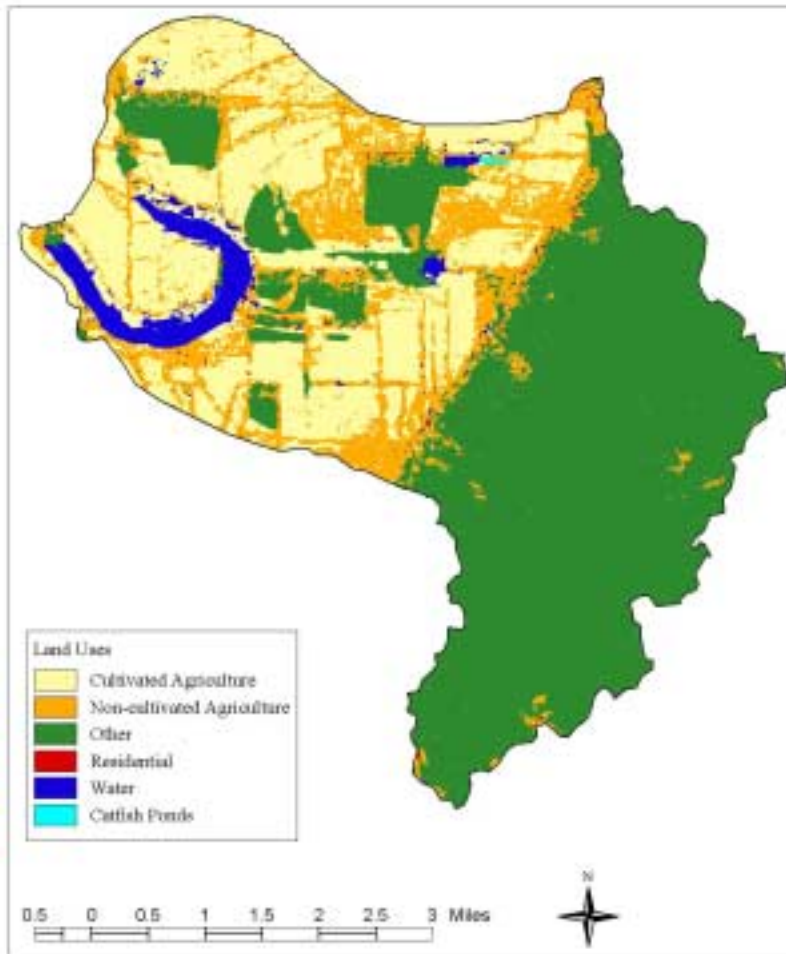 Land Uses
Cultivated Agriculture
Non-cultivated Agriculture
Other
Residential
Water
Catfish Ponds
N
0.5 0 0.5 1 1.5 2 2.5 3 Miles